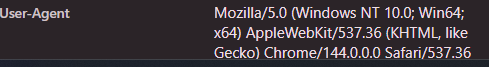 User-Agent
Mozilla/5.0 (Windows NT 10.0; Win64;
x64) AppleWebKit/537.36 (KHTML, like
Gecko) Chrome/144.0.0.0 Safari/537.36